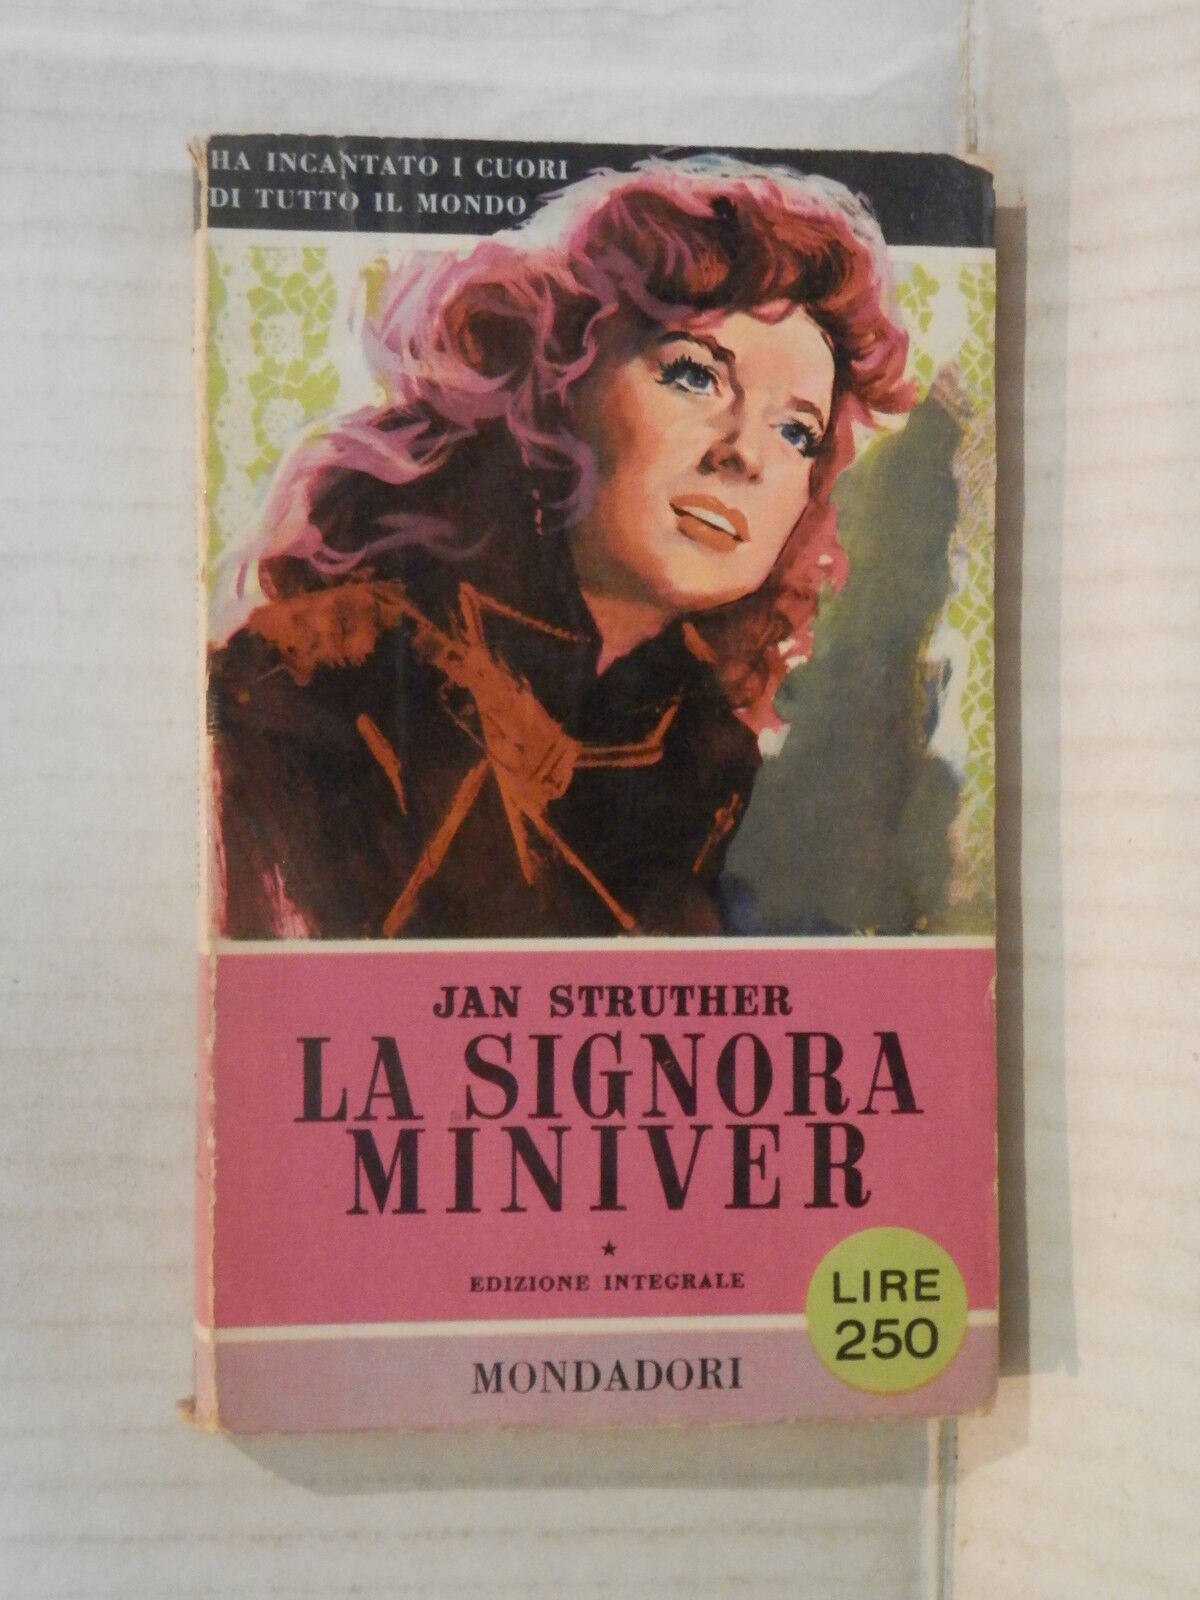 HA INCANTATO I CUORI
DI TUTTO IL MONDO
JAN STRUTHER
LA SIGNORA
MINIVER
★
EDIZIONE INTEGRALE
LIRE
250
MONDADORI